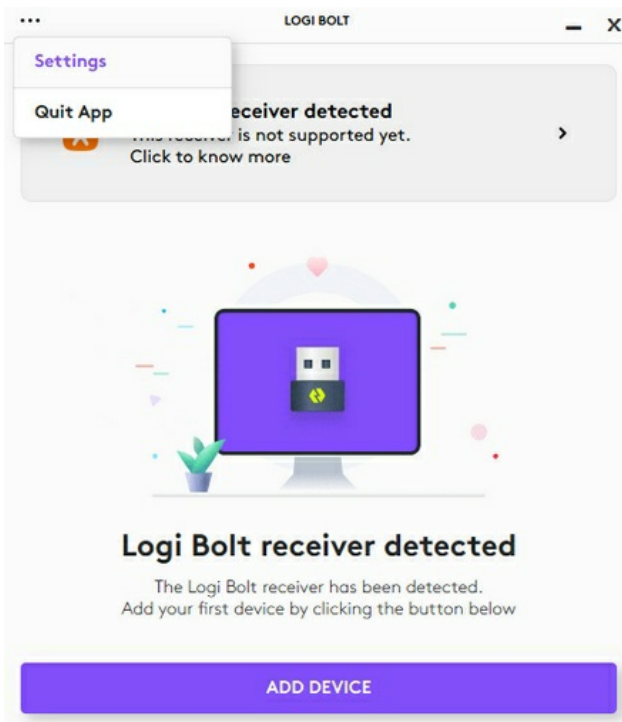 LOGI BOLT
Settings
Quit App
eceiver detected
receiver is not supported yet.
Click to know more
Logi Bolt receiver detected
The Logi Bolt receiver has been detected.
Add your first device by clicking the button below
ADD DEVICE